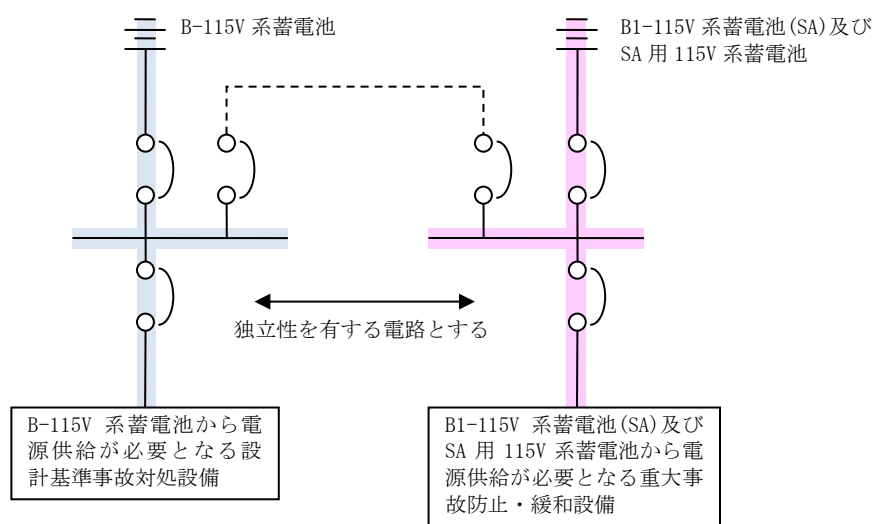 B-115V 系蓄電池
B1-115V 系蓄電池(SA)及び
SA 用 115V 系蓄電池
独立性を有する電路とする
B-115V 系蓄電池から電
源供給が必要となる設
計基準事故対処設備
B1-115V 系蓄電池(SA)及び
SA 用 115V 系蓄電池から電
源供給が必要となる重大事
故防止・緩和設備